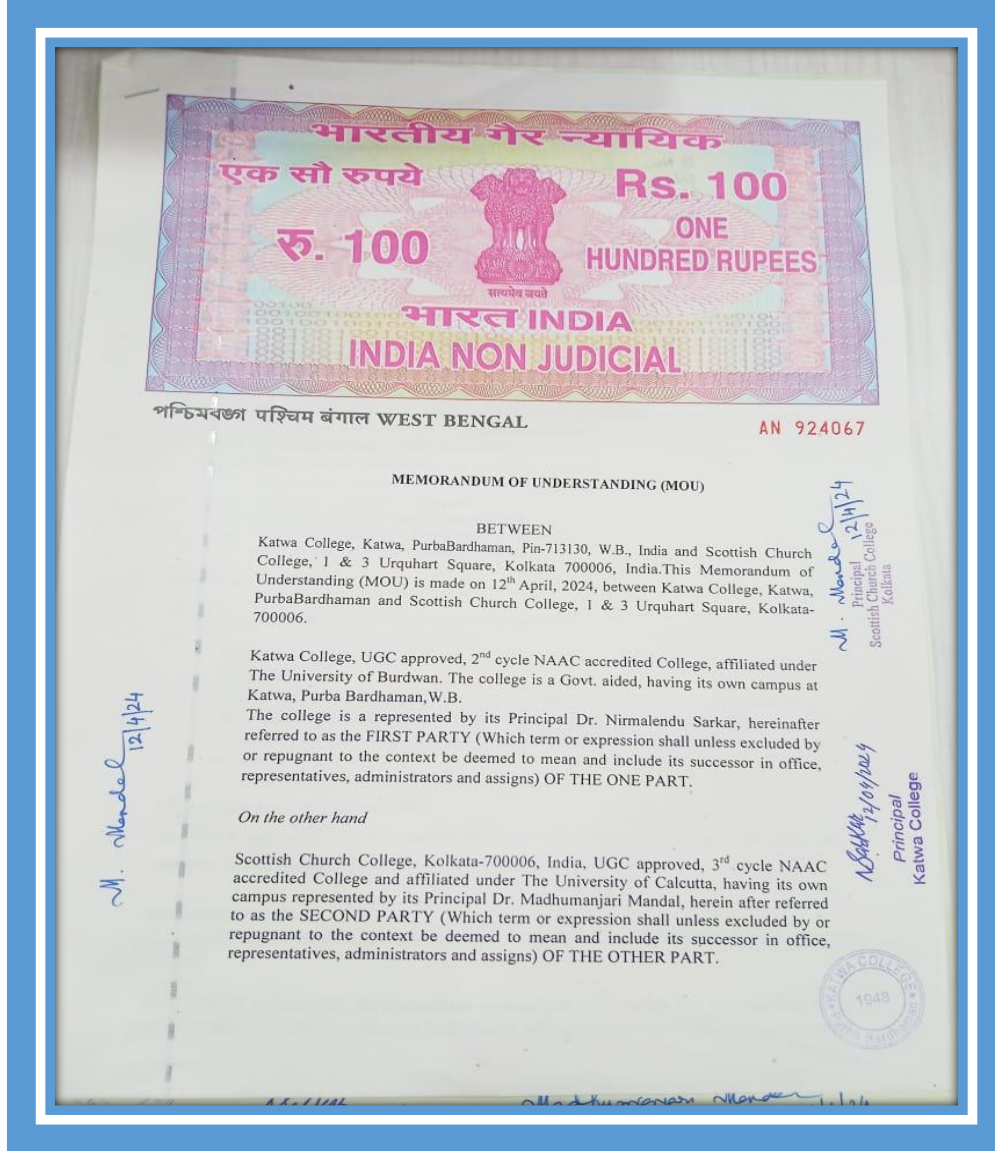 भारतीय गैर न्यायिक
एक सौ रुपये
Rs. 100
रु. 100
ONE
HUNDRED RUPEES
सत्यमेव जयते
भारत INDIA
INDIA NON JUDICIAL
পশ্চিমবঙ্গ पश्चिम बंगाल WEST BENGAL
AN 924067
MEMORANDUM OF UNDERSTANDING (MOU)
BETWEEN
Katwa College, Katwa, PurbaBardhaman, Pin-713130, W.B., India and Scottish Church
College, 1 & 3 Urquhart Square, Kolkata 700006, India.This Memorandum of
Understanding (MOU) is made on 12th April, 2024, between Katwa College, Katwa,
PurbaBardhaman and Scottish Church College, 1 & 3 Urquhart Square, Kolkata-
700006.
Katwa College, UGC approved, 2nd cycle NAAC accredited College, affiliated under
The University of Burdwan. The college is a Govt. aided, having its own campus at
Katwa, Purba Bardhaman,W.B.
The college is a represented by its Principal Dr. Nirmalendu Sarkar, hereinafter
referred to as the FIRST PARTY (Which term or expression shall unless excluded by
or repugnant to the context be deemed to mean and include its successor in office,
representatives, administrators and assigns) OF THE ONE PART.
On the other hand
Scottish Church College, Kolkata-700006, India, UGC approved, 3rd cycle NAAC
accredited College and affiliated under The University of Calcutta, having its own
campus represented by its Principal Dr. Madhumanjari Mandal, herein after referred
to as the SECOND PARTY (Which term or expression shall unless excluded by or
repugnant to the context be deemed to mean and include its successor in office,
representatives, administrators and assigns) OF THE OTHER PART.
M. Mandal
12/4/24
M. Mandal
12/4/24
Principal
Scottish Church College
Kolkata
NSarkar
12/04/2024
Principal
Katwa College
KATWA COLLEGE
1948